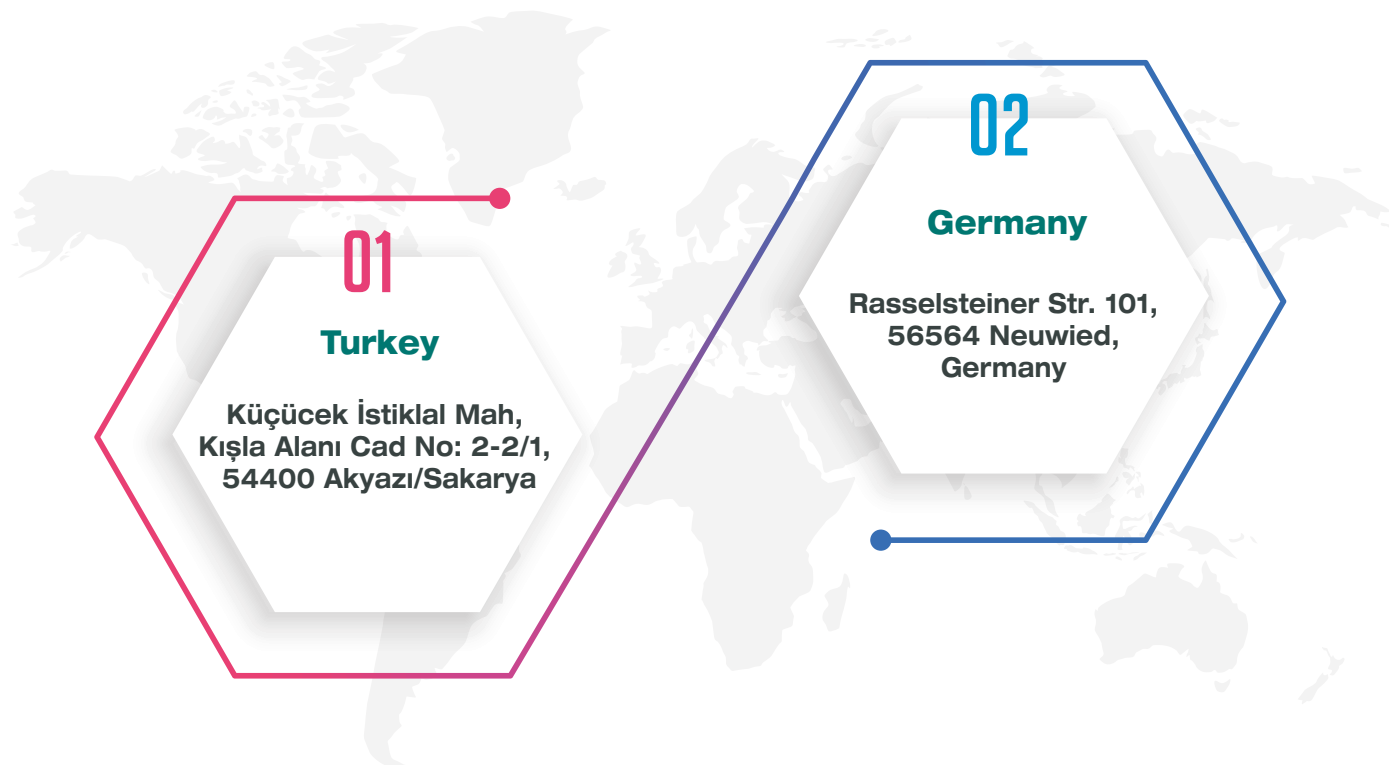 01
Turkey
Küçücek İstiklal Mah,
Kışla Alanı Cad No: 2-2/1,
54400 Akyazı/Sakarya
02
Germany
Rasselsteiner Str. 101,
56564 Neuwied,
Germany